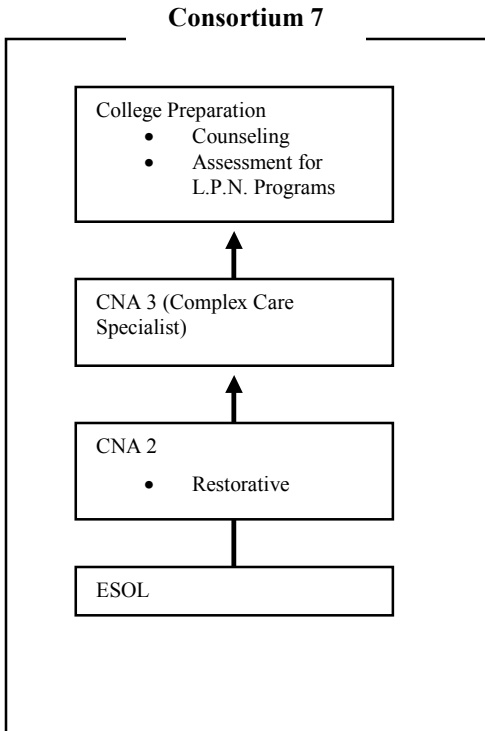 Consortium 7
College Preparation
• Counseling
• Assessment for
L.P.N. Programs
CNA 3 (Complex Care
Specialist)
CNA 2
• Restorative
ESOL